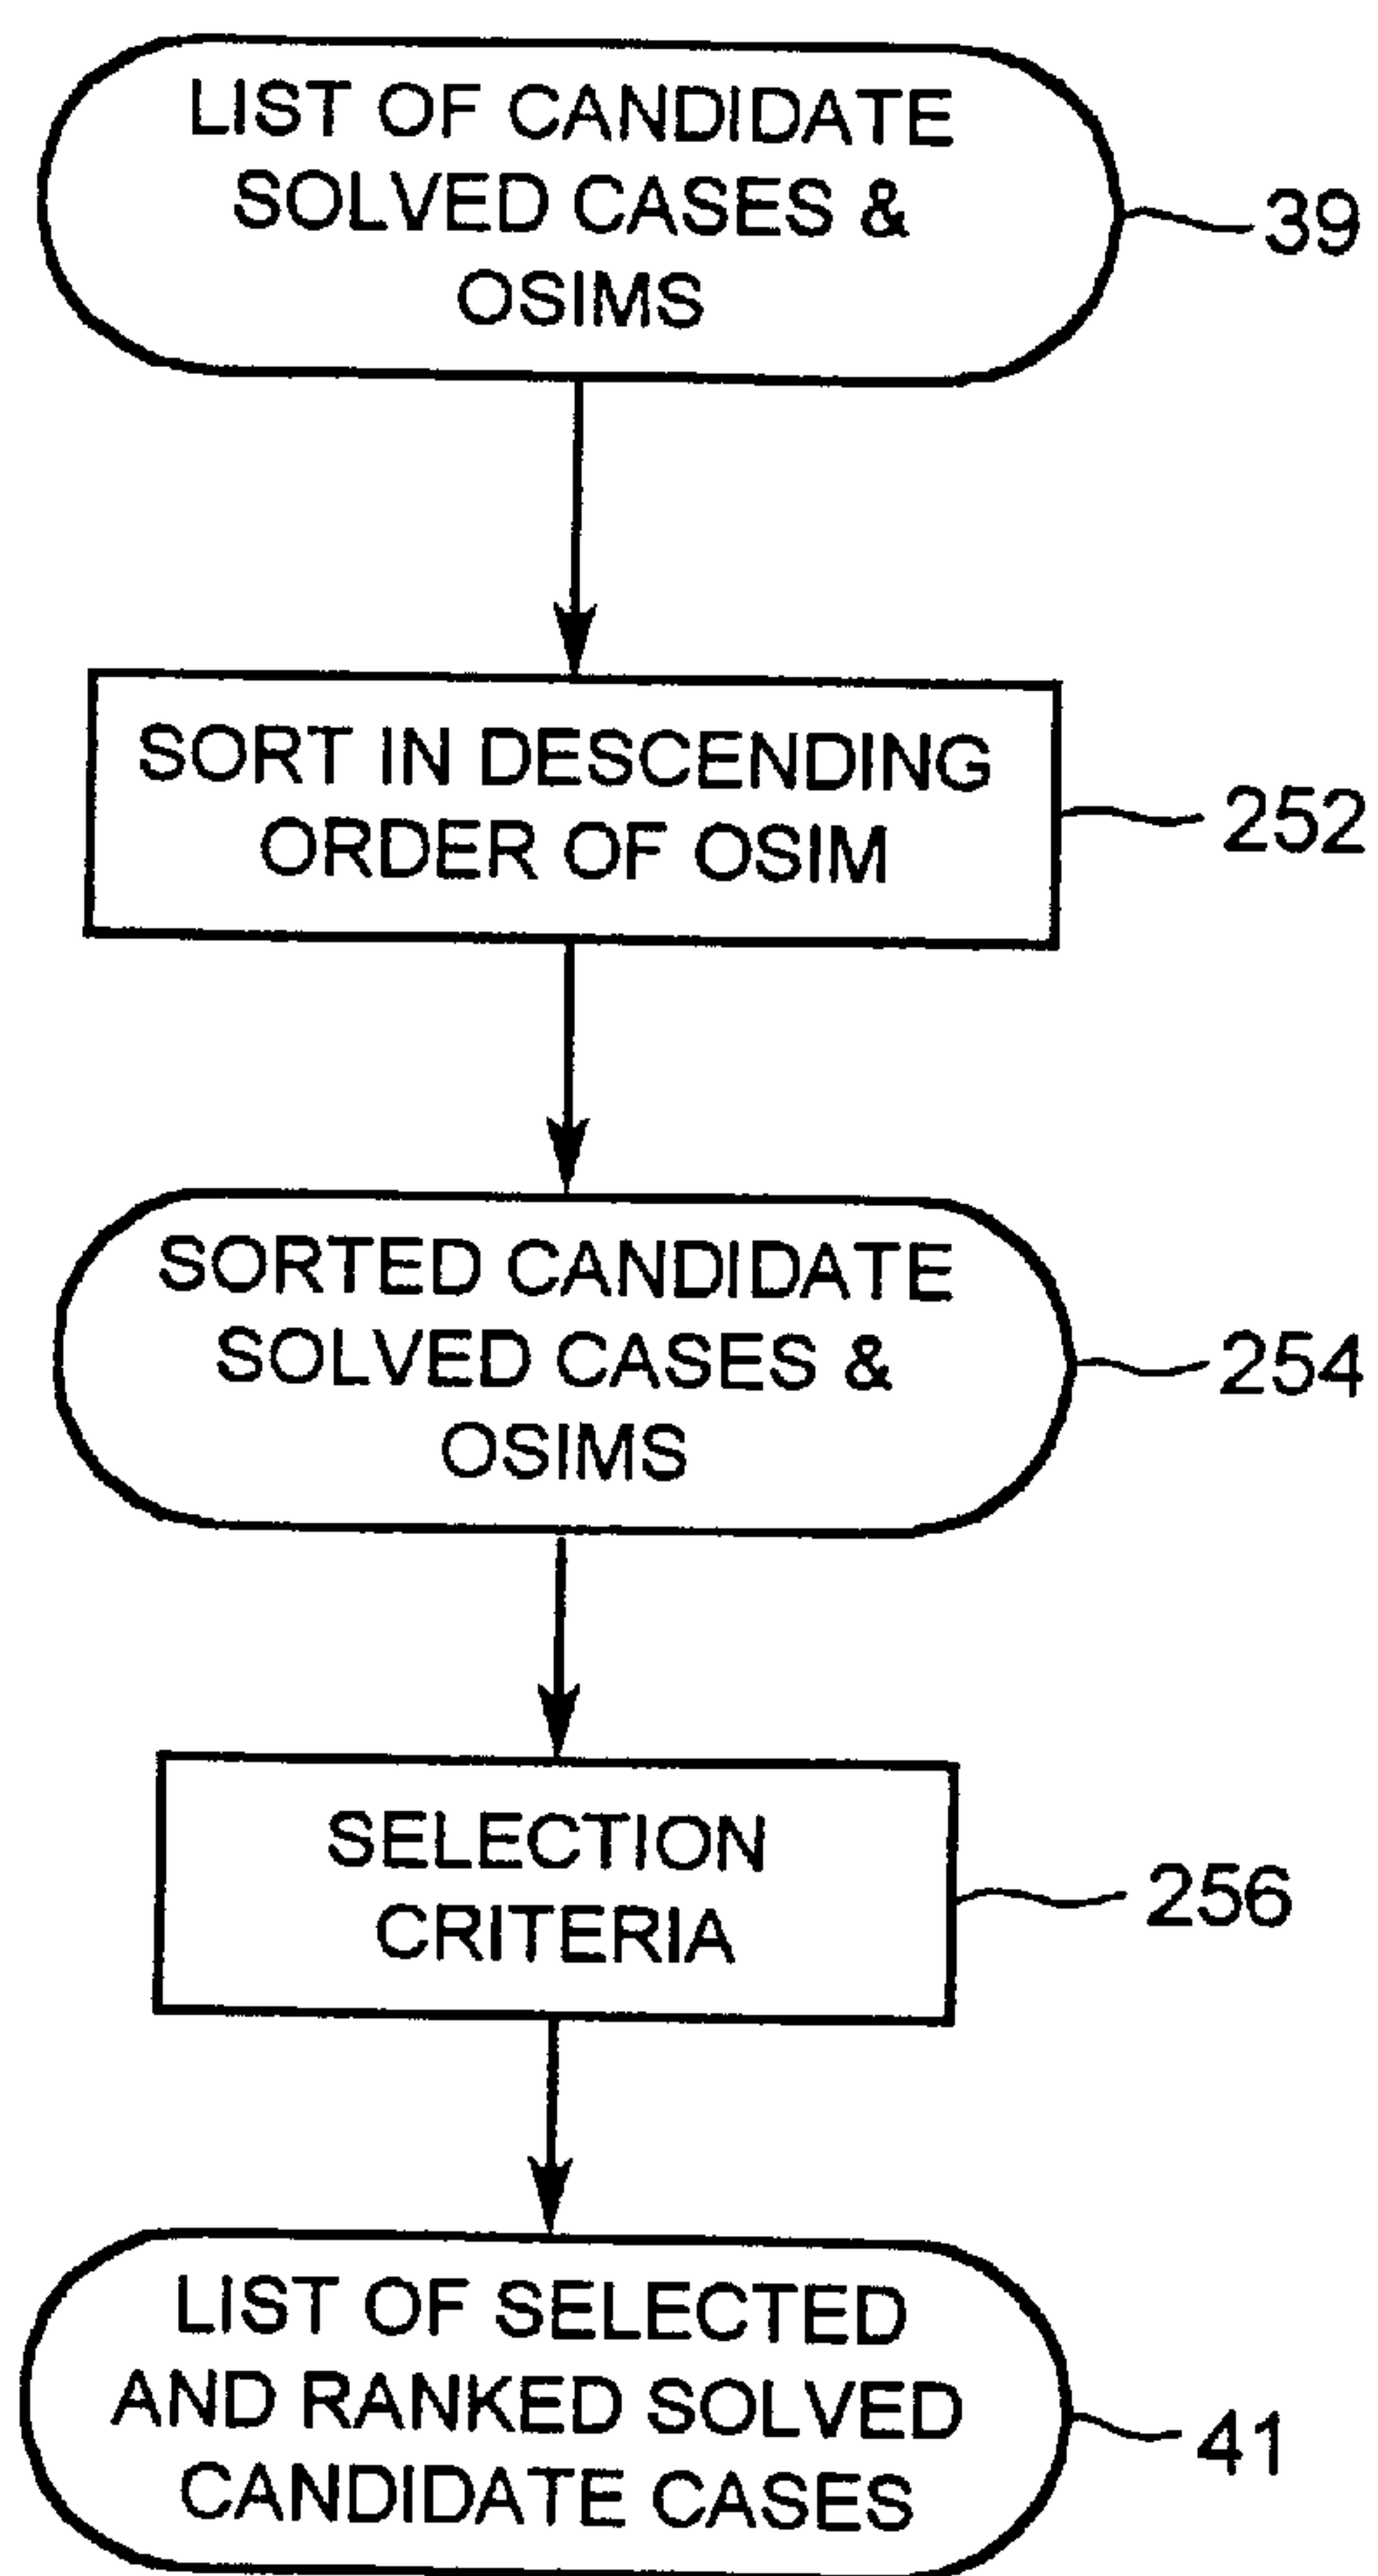 LIST OF CANDIDATE
SOLVED CASES &
OSIMS
39
SORT IN DESCENDING
ORDER OF OSIM
252
SORTED CANDIDATE
SOLVED CASES &
OSIMS
254
SELECTION
CRITERIA
256
LIST OF SELECTED
AND RANKED SOLVED
CANDIDATE CASES
41